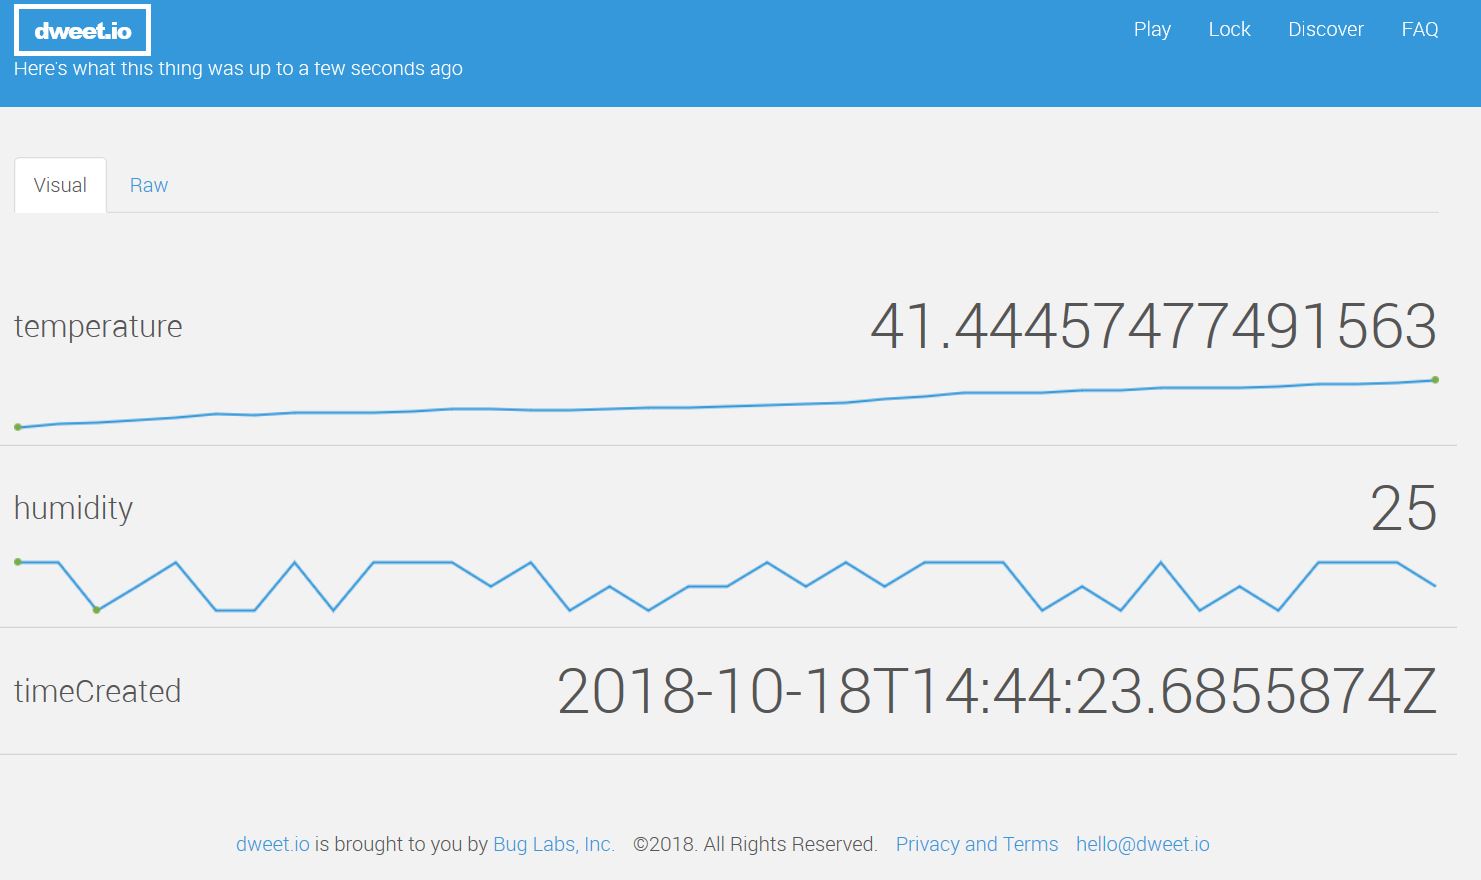 dweet.io
Play Lock Discover FAQ
Here's what this thing was up to a few seconds ago
Visual Raw
temperature 41.44457477491563
humidity 25
timeCreated 2018-10-18T14:44:23.6855874Z
dweet.io is brought to you by Bug Labs, Inc. ©2018. All Rights Reserved. Privacy and Terms hello@dweet.io